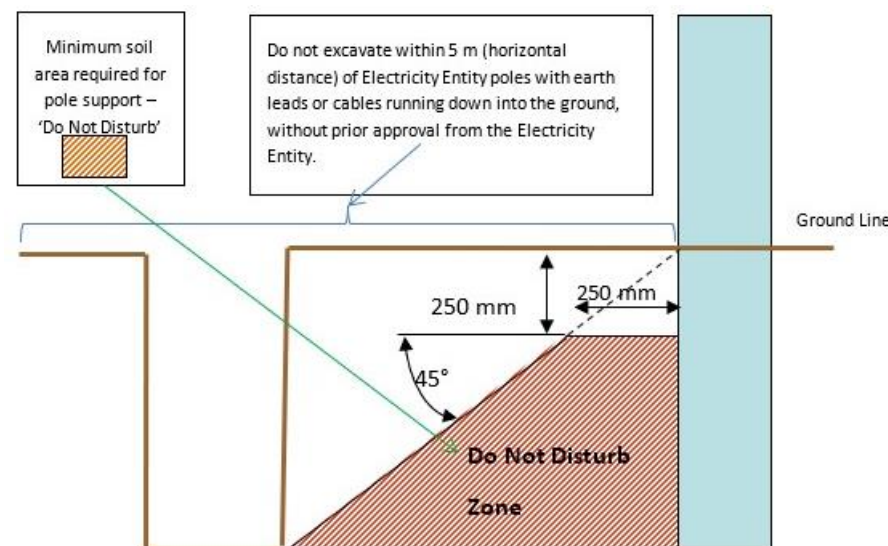 Minimum soil
area required for
pole support –
‘Do Not Disturb’
Do not excavate within 5 m (horizontal
distance) of Electricity Entity poles with earth
leads or cables running down into the ground,
without prior approval from the Electricity
Entity.
Ground Line
250 mm
250 mm
45°
Do Not Disturb
Zone